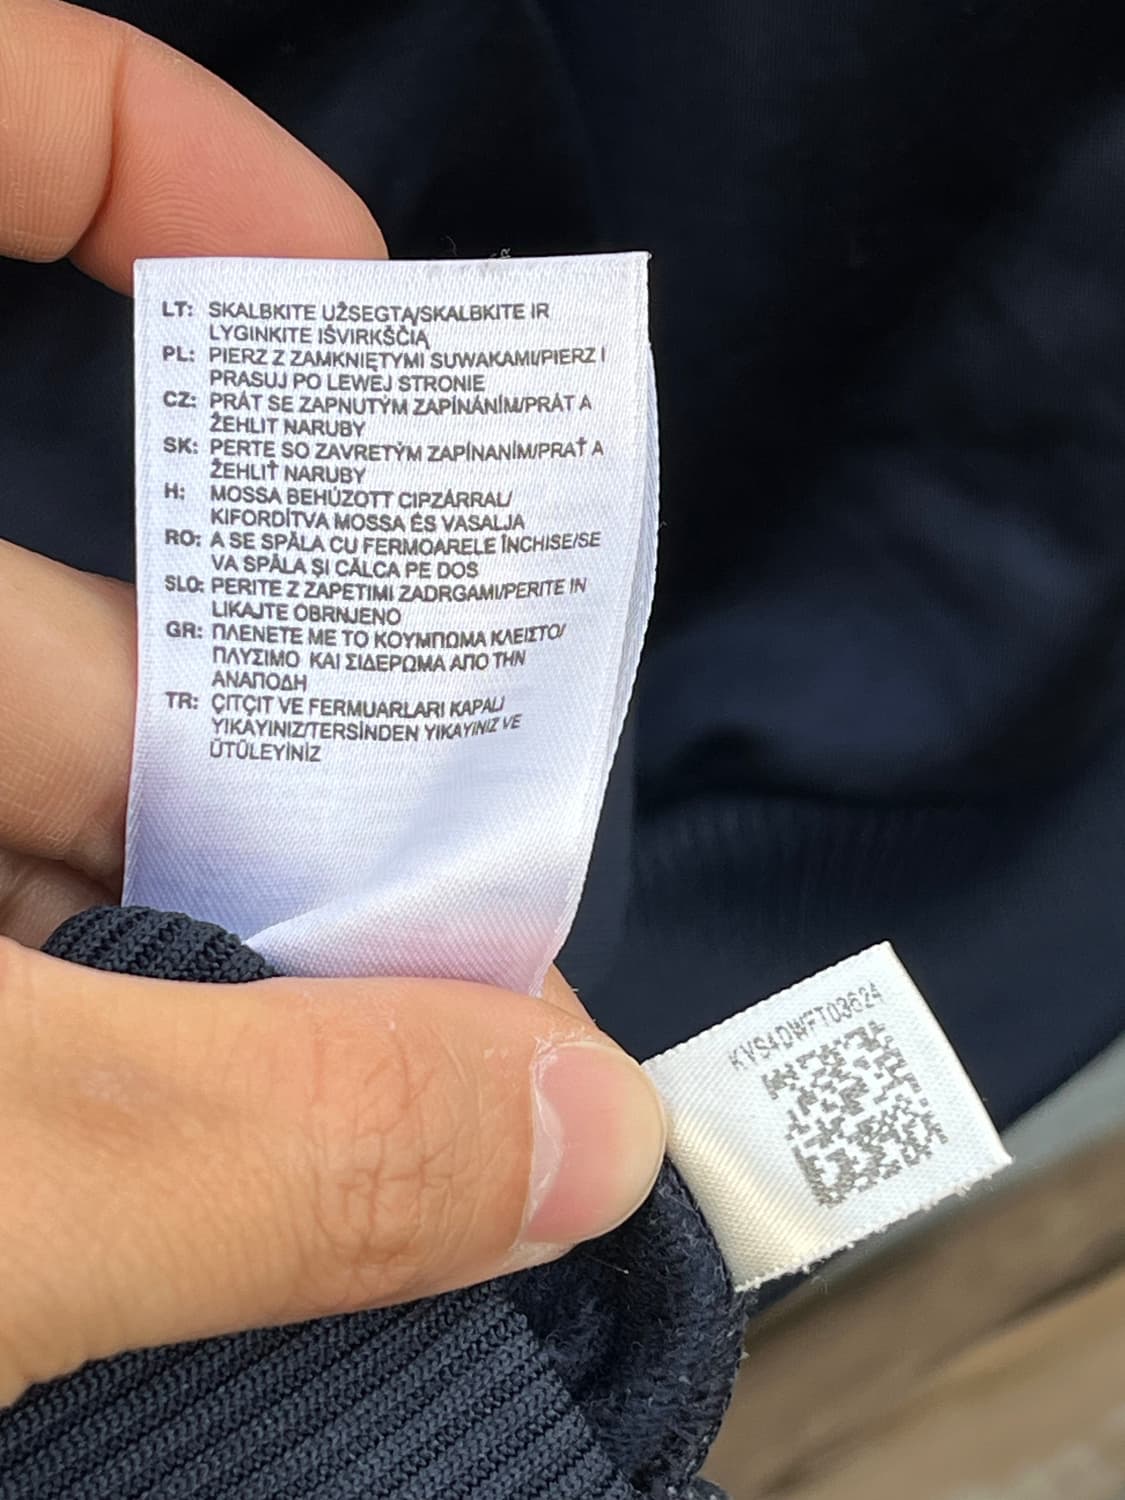 LT: SKALBKITE UŽSEGTĄ/SKALBKITE IR
LYGINKITE IŠVIRKŠČIĄ
PL: PIERZ Z ZAMKNIĘTYMI SUWAKAMI/PIERZ I
PRASUJ PO LEWEJ STRONIE
CZ: PRÁT SE ZAPNUTÝM ZAPÍNÁNÍM/PRÁT A
ŽEHLIT NARUBY
SK: PERTE SO ZAVRETÝM ZAPÍNANÍM/PRAŤ A
ŽEHLIŤ NARUBY
H: MOSSA BEHÚZOTT CIPZÁRRAL/
KIFORDÍTVA MOSSA ÉS VASALJA
RO: A SE SPĂLA CU FERMOARELE ÎNCHISE/SE
VA SPĂLA ŞI CĂLCA PE DOS
SLO: PERITE Z ZAPETIMI ZADRGAMI/PERITE IN
LIKAJTE OBRNJENO
GR: ΠΛΕΝΕΤΕ ΜΕ ΤΟ ΚΟΥΜΠΩΜΑ ΚΛΕΙΣΤΟ/
ΠΛΥΣΙΜΟ ΚΑΙ ΣΙΔΕΡΩΜΑ ΑΠΟ ΤΗΝ
ΑΝΑΠΟΔΗ
TR: ÇITÇIT VE FERMUARLARI KAPALI
YIKAYINIZ/TERSİNDEN YIKAYINIZ VE
ÜTÜLEYİNİZ
KVS4DWFT03624